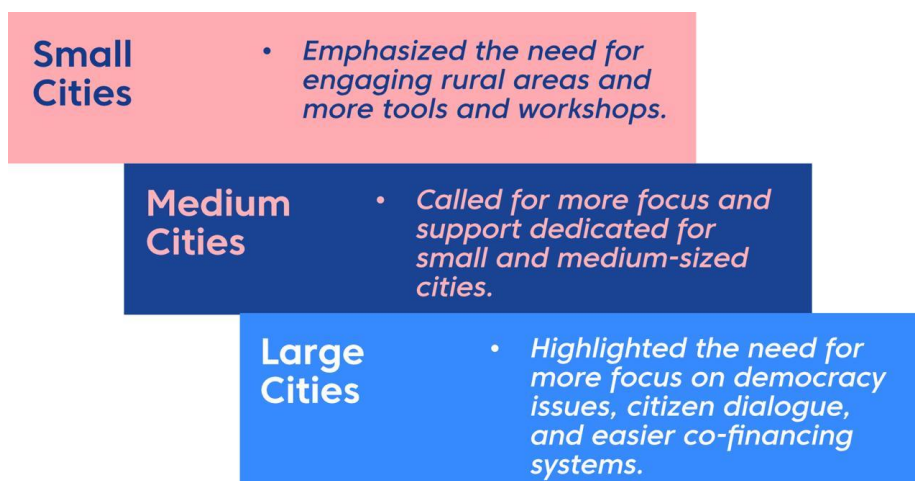 Small
Cities
• Emphasized the need for
engaging rural areas and
more tools and workshops.
Medium
Cities
• Called for more focus and
support dedicated for
small and medium-sized
cities.
Large
Cities
• Highlighted the need for
more focus on democracy
issues, citizen dialogue,
and easier co-financing
systems.